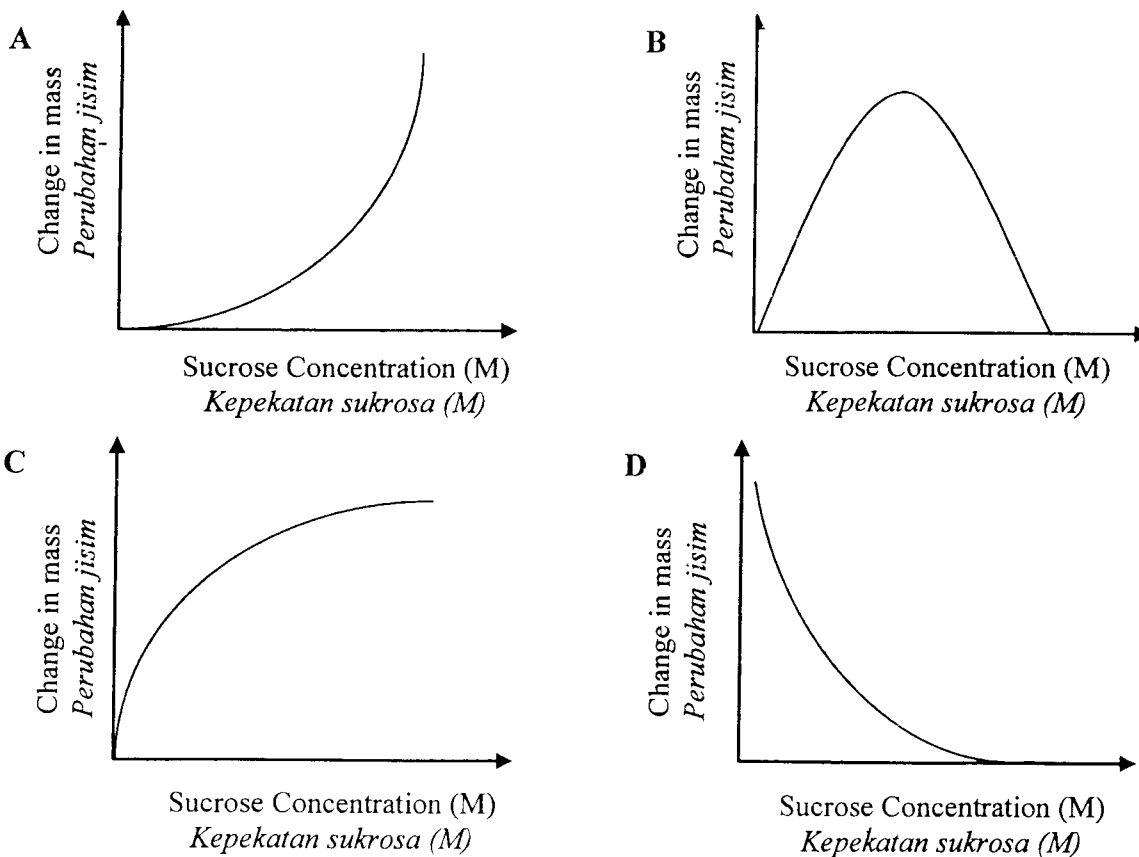 A
Change in mass
Perubahan jisim
Sucrose Concentration (M)
Kepekatan sukrosa (M)
B
Change in mass
Perubahan jisim
Sucrose Concentration (M)
Kepekatan sukrosa (M)
C
Change in mass
Perubahan jisim
Sucrose Concentration (M)
Kepekatan sukrosa (M)
D
Change in mass
Perubahan jisim
Sucrose Concentration (M)
Kepekatan sukrosa (M)